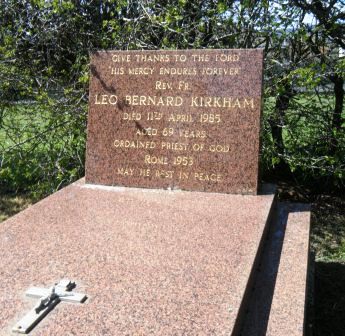 GIVE THANKS TO THE LORD
HIS MERCY ENDURES FOREVER
REV. FR.
LEO BERNARD KIRKHAM
DIED 11TH APRIL 1985
AGED 69 YEARS
ORDAINED PRIEST OF GOD
ROME 1953
MAY HE REST IN PEACE